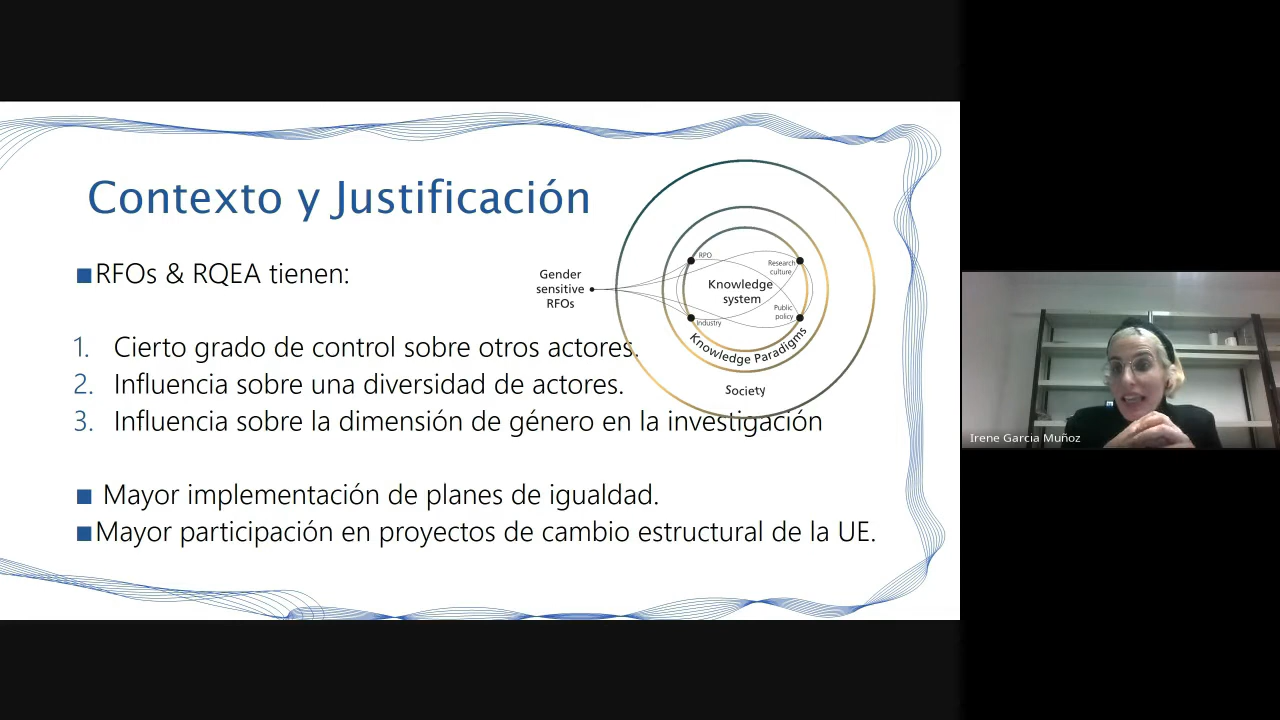 Contexto y Justificación
■RFOs & RQEA tienen:
1. Cierto grado de control sobre otros actores.
2. Influencia sobre una diversidad de actores.
3. Influencia sobre la dimensión de género en la investigación
■ Mayor implementación de planes de igualdad.
■Mayor participación en proyectos de cambio estructural de la UE.
Gender
sensitive
RFOs
RPO
Research
culture
Knowledge
system
Public
policy
Industry
Knowledge Paradigms
Society
Irene Garcia Muñoz